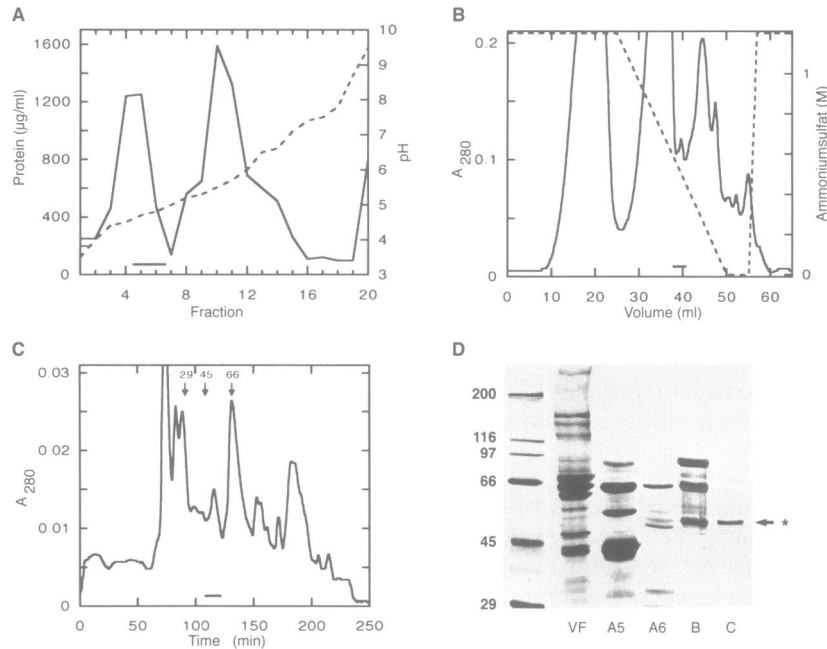 A
Protein (µg/ml)
1600
1200
800
400
0
10
9
8
7
6
5
4
3
pH
4
8
12
16
20
Fraction
B
A 280
0.2
0.1
0
1
0
Ammoniumsulfat (M)
0
10
20
30
40
50
60
Volume (ml)
C
A 280
0 03
0 02
0 01
0
29
45
66
0
50
100
150
200
250
Time (min)
D
200
116
97
66
45
29
*
VF
A5
A6
B
C